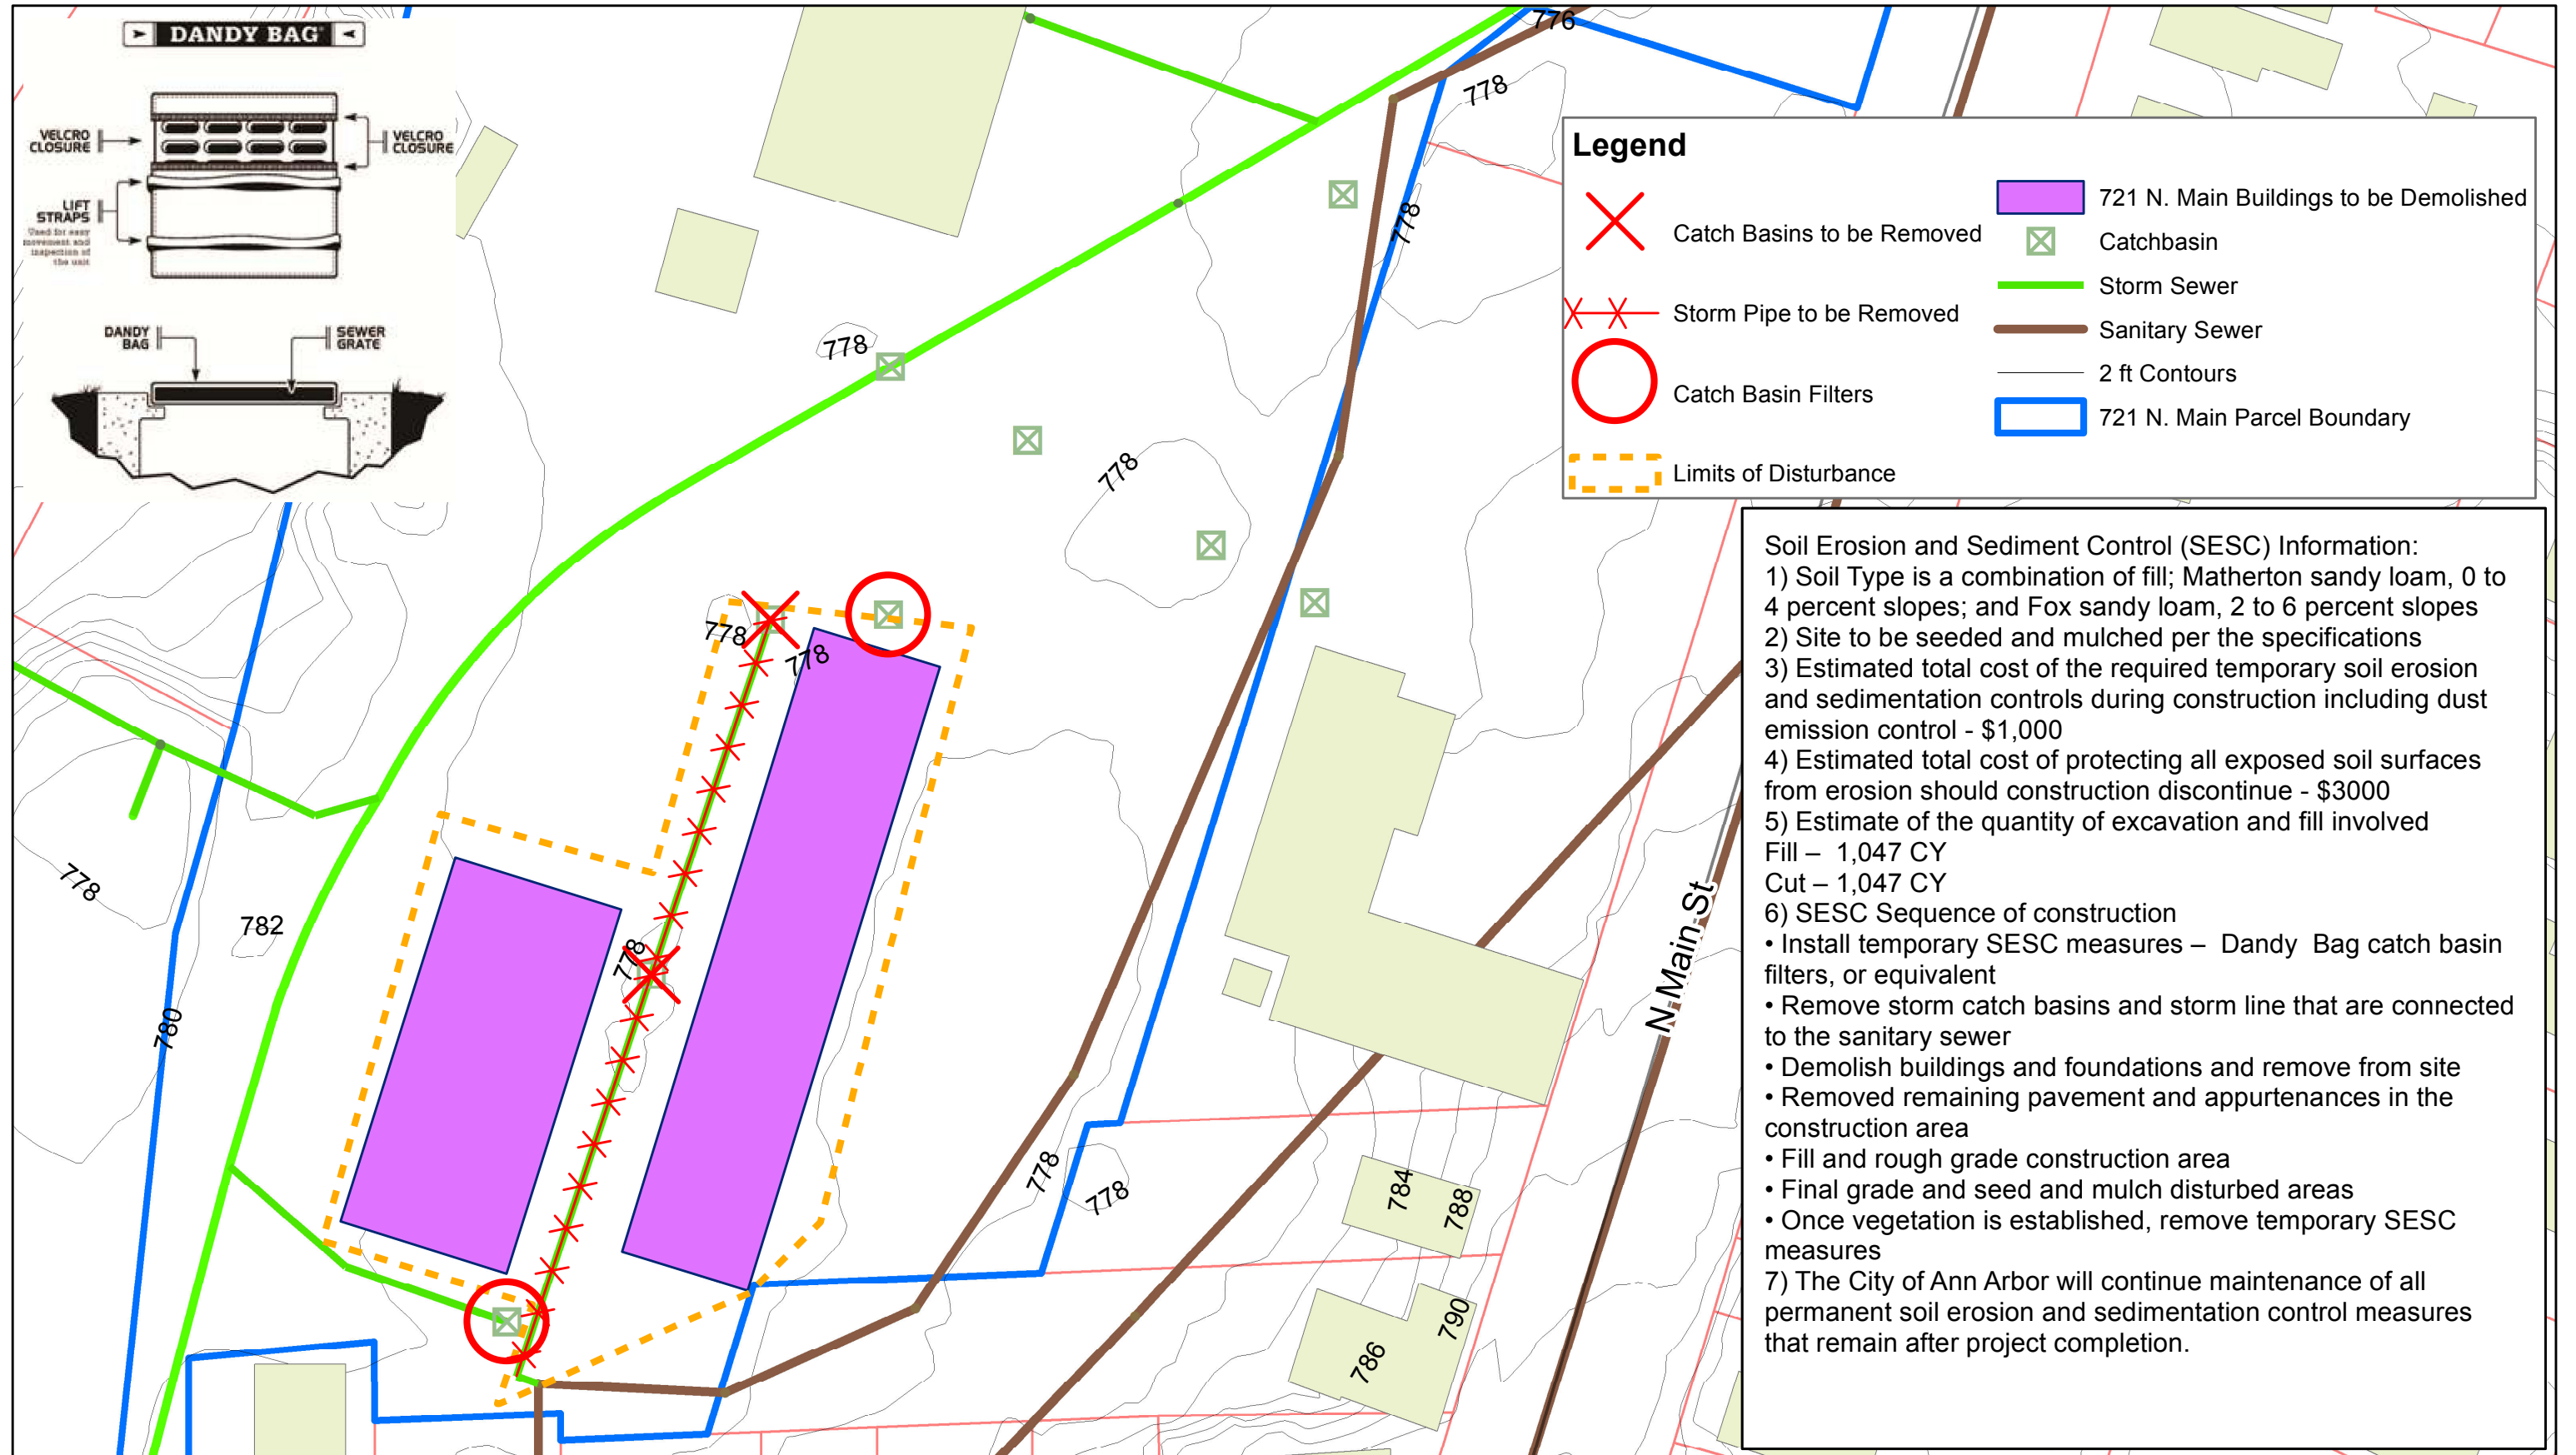 DANDY BAG
VELCRO
CLOSURE
VELCRO
CLOSURE
LIFT
STRAPS
Used for easy
movement and
inspection of
the unit
DANDY
BAG
SEWER
GRATE
776
778
778
778
778
778
778
778
782
780
778
778
778
784
788
786
790
N Main St
Legend
Catch Basins to be Removed
Storm Pipe to be Removed
Catch Basin Filters
Limits of Disturbance
721 N. Main Buildings to be Demolished
Catchbasin
Storm Sewer
Sanitary Sewer
2 ft Contours
721 N. Main Parcel Boundary
Soil Erosion and Sediment Control (SESC) Information:
1) Soil Type is a combination of fill; Matherton sandy loam, 0 to
4 percent slopes; and Fox sandy loam, 2 to 6 percent slopes
2) Site to be seeded and mulched per the specifications
3) Estimated total cost of the required temporary soil erosion
and sedimentation controls during construction including dust
emission control - $1,000
4) Estimated total cost of protecting all exposed soil surfaces
from erosion should construction discontinue - $3000
5) Estimate of the quantity of excavation and fill involved
Fill – 1,047 CY
Cut – 1,047 CY
6) SESC Sequence of construction
• Install temporary SESC measures – Dandy Bag catch basin
filters, or equivalent
• Remove storm catch basins and storm line that are connected
to the sanitary sewer
• Demolish buildings and foundations and remove from site
• Removed remaining pavement and appurtenances in the
construction area
• Fill and rough grade construction area
• Final grade and seed and mulch disturbed areas
• Once vegetation is established, remove temporary SESC
measures
7) The City of Ann Arbor will continue maintenance of all
permanent soil erosion and sedimentation control measures
that remain after project completion.